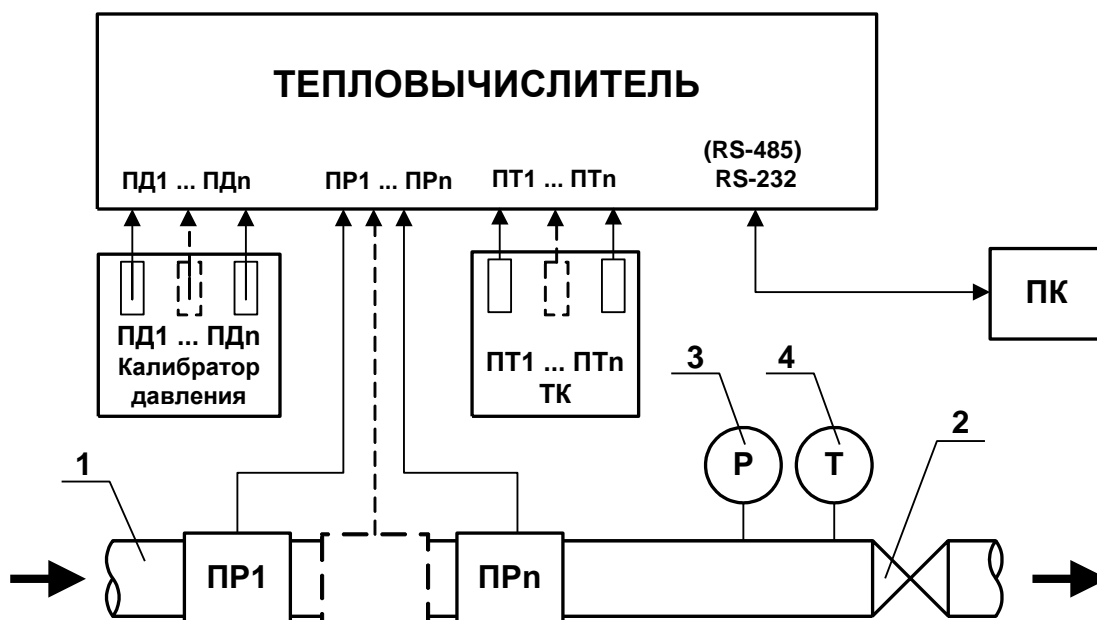 ТЕПЛОВЫЧИСЛИТЕЛЬ
(RS-485)
ПД1 ... ПДn ПР1 ... ПРn ПТ1 ... ПТn RS-232
ПК
ПД1 ... ПДn
Калибратор
давления
ПТ1 ... ПТn
ТК
3 4
2
1
P T
ПР1 ПРn